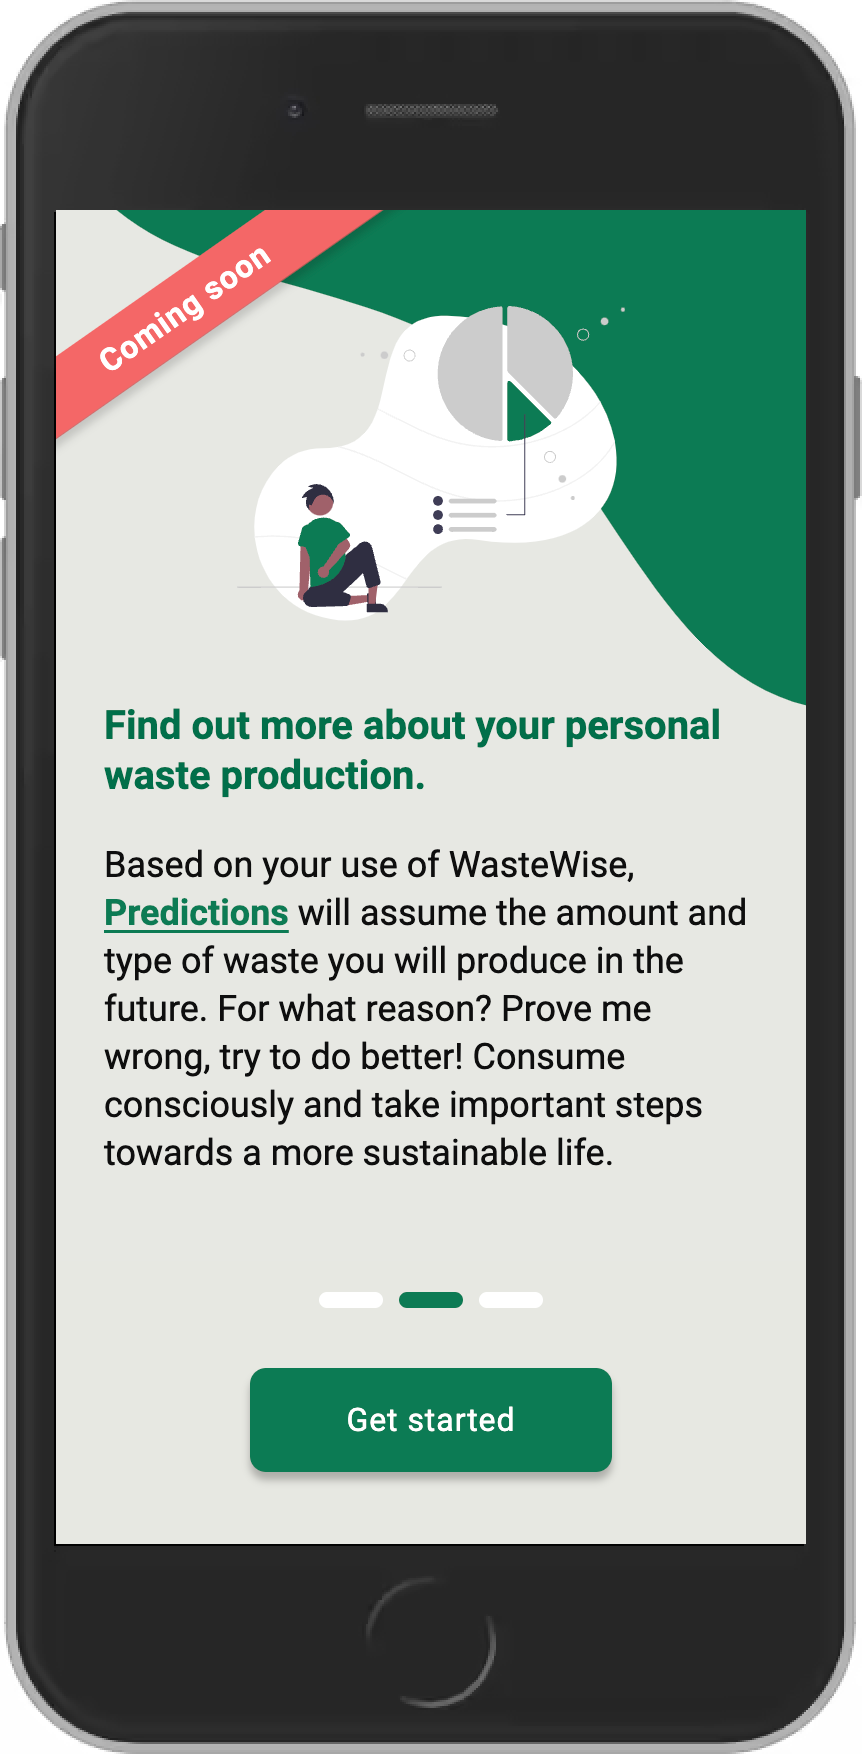 Coming soon
Find out more about your personal
waste production.
Based on your use of WasteWise,
Predictions will assume the amount and
type of waste you will produce in the
future. For what reason? Prove me
wrong, try to do better! Consume
consciously and take important steps
towards a more sustainable life.
Get started